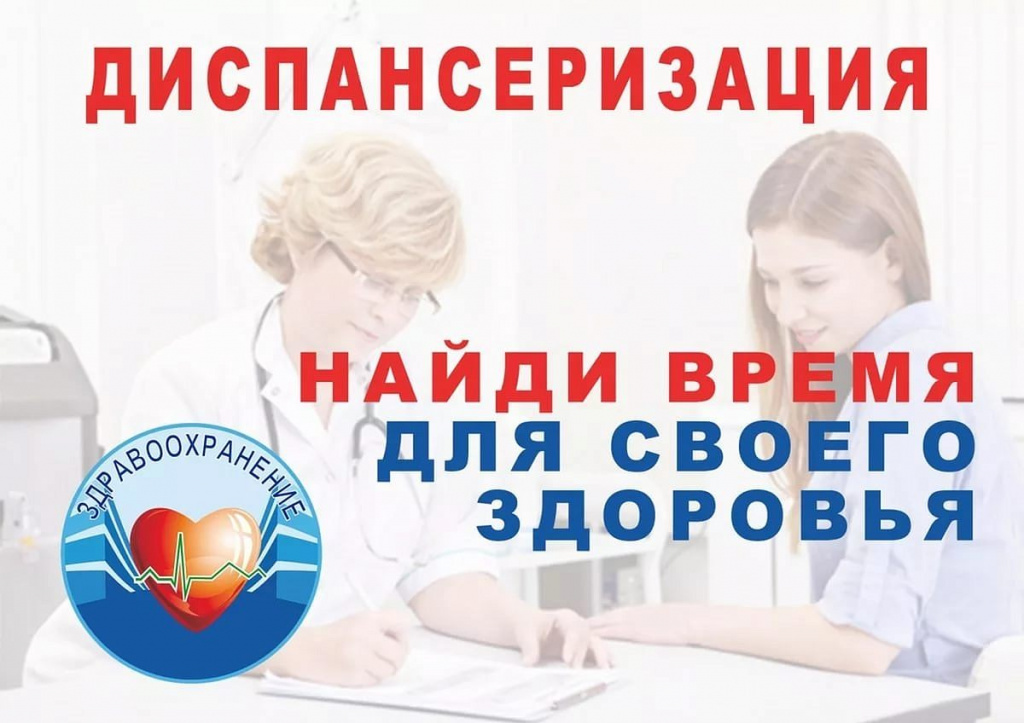 ДИСПАНСЕРИЗАЦИЯ
НАЙДИ ВРЕМЯ
ДЛЯ СВОЕГО
ЗДОРОВЬЯ
ЗДРАВООХРАНЕНИЕ